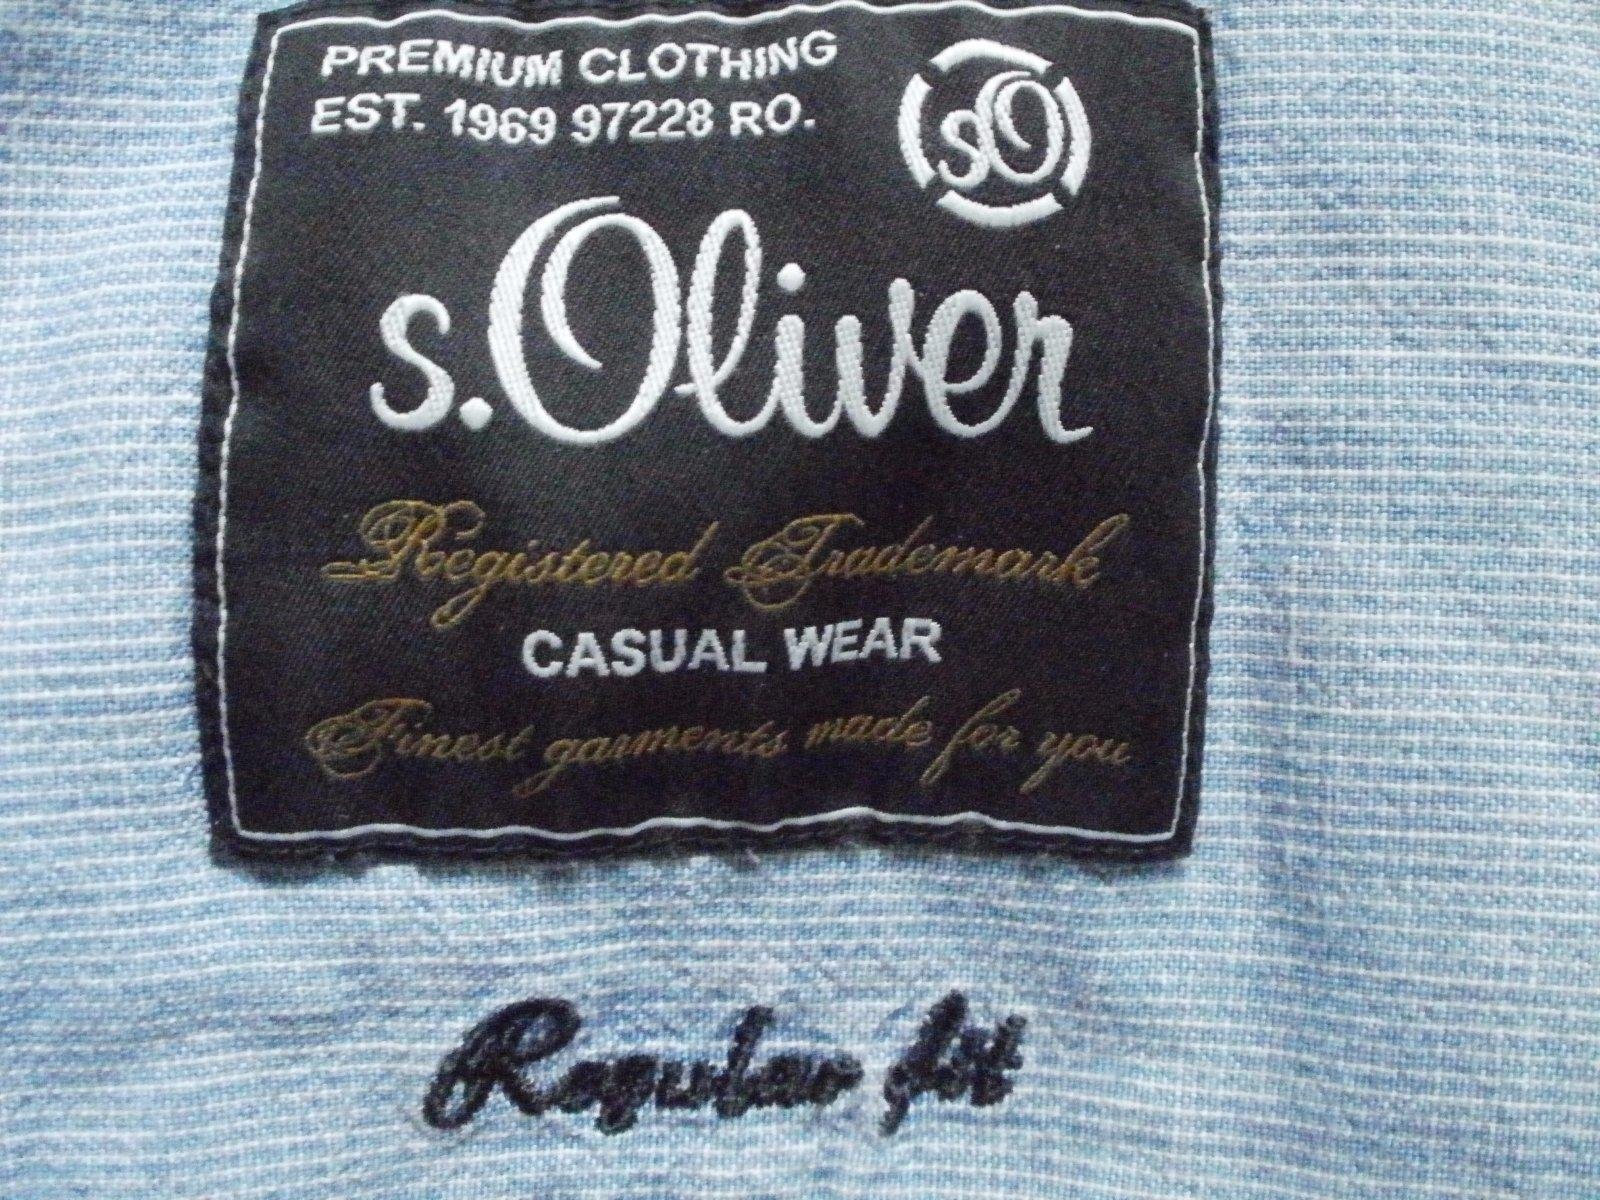 PREMIUM CLOTHING
EST. 1969 97228 RO.
sO
s.Oliver
Registered Trademark
CASUAL WEAR
Finest garments made for you
Regular fit